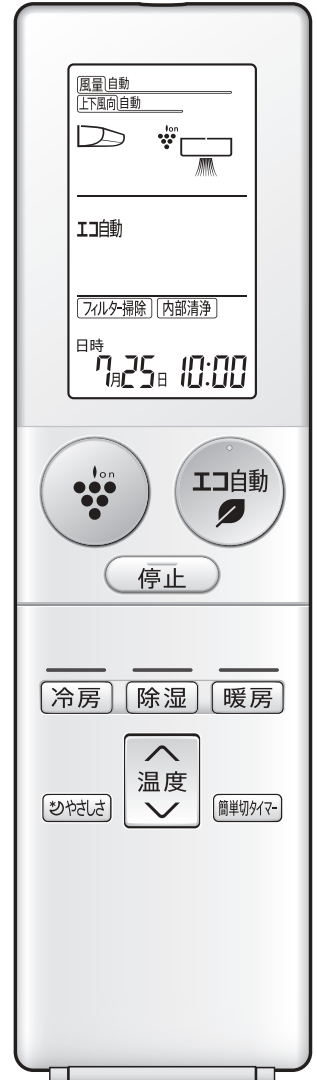 風量 自動
上下風向 自動
ion
エコ自動
フィルター掃除 内部清浄
日時
7月25日 10:00
ion エコ自動
停止
冷房 除湿 暖房
温度
やさしさ 簡単切タイマー